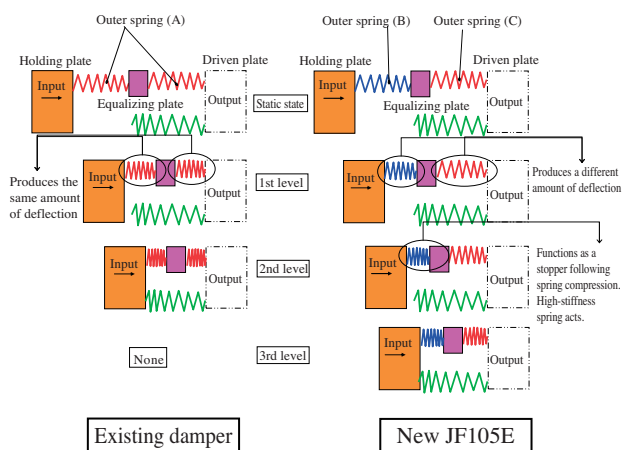 Outer spring (A)
Holding plate
Driven plate
Input
Equalizing plate
Output
Static state
Outer spring (B)
Outer spring (C)
Holding plate
Driven plate
Input
Equalizing plate
Output
Produces the
same amount
of deflection
Input
Output
1st level
Input
Output
Produces a different
amount of deflection
Input
Output
2nd level
Input
Output
Functions as a
stopper following
spring compression.
High-stiffness
spring acts.
None
3rd level
Input
Output
Existing damper
New JF105E